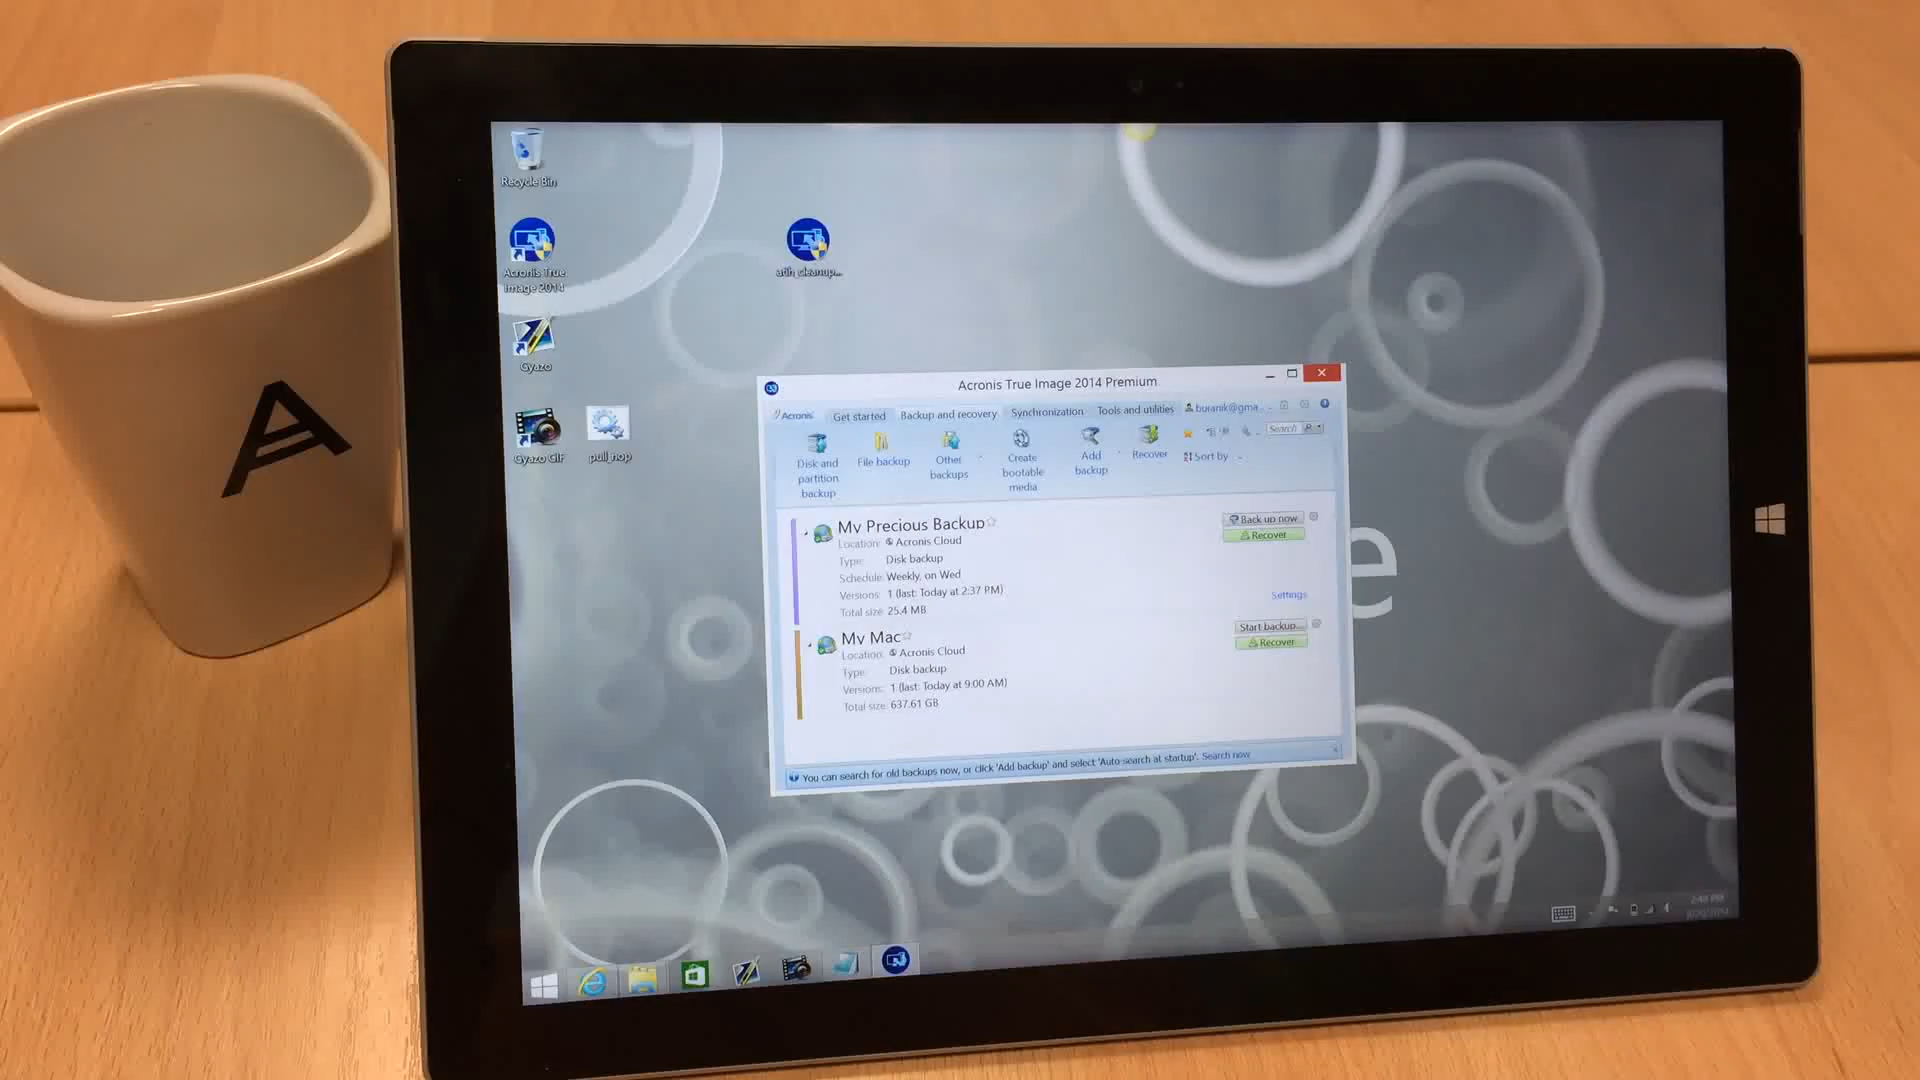 Recycle Bin
Acronis True
Image 2014
Gyazo
Gyazo GIF
pull_nop
atih_cleanup...
Acronis True Image 2014 Premium
Acronis
Get started
Backup and recovery
Synchronization
Tools and utilities
buranik@gma...
Disk and
partition
backup
File backup
Other
backups
Create
bootable
media
Add
backup
Recover
Search
Sort by
My Precious Backup
Back up now
Recover
Location: Acronis Cloud
Type: Disk backup
Schedule: Weekly, on Wed
Versions: 1 (last: Today at 2:37 PM)
Total size: 25.4 MB
Settings
My Mac
Start backup...
Recover
Location: Acronis Cloud
Type: Disk backup
Versions: 1 (last: Today at 9:00 AM)
Total size: 637.61 GB
You can search for old backups now, or click 'Add backup' and select 'Auto-search at startup'. Search now
e